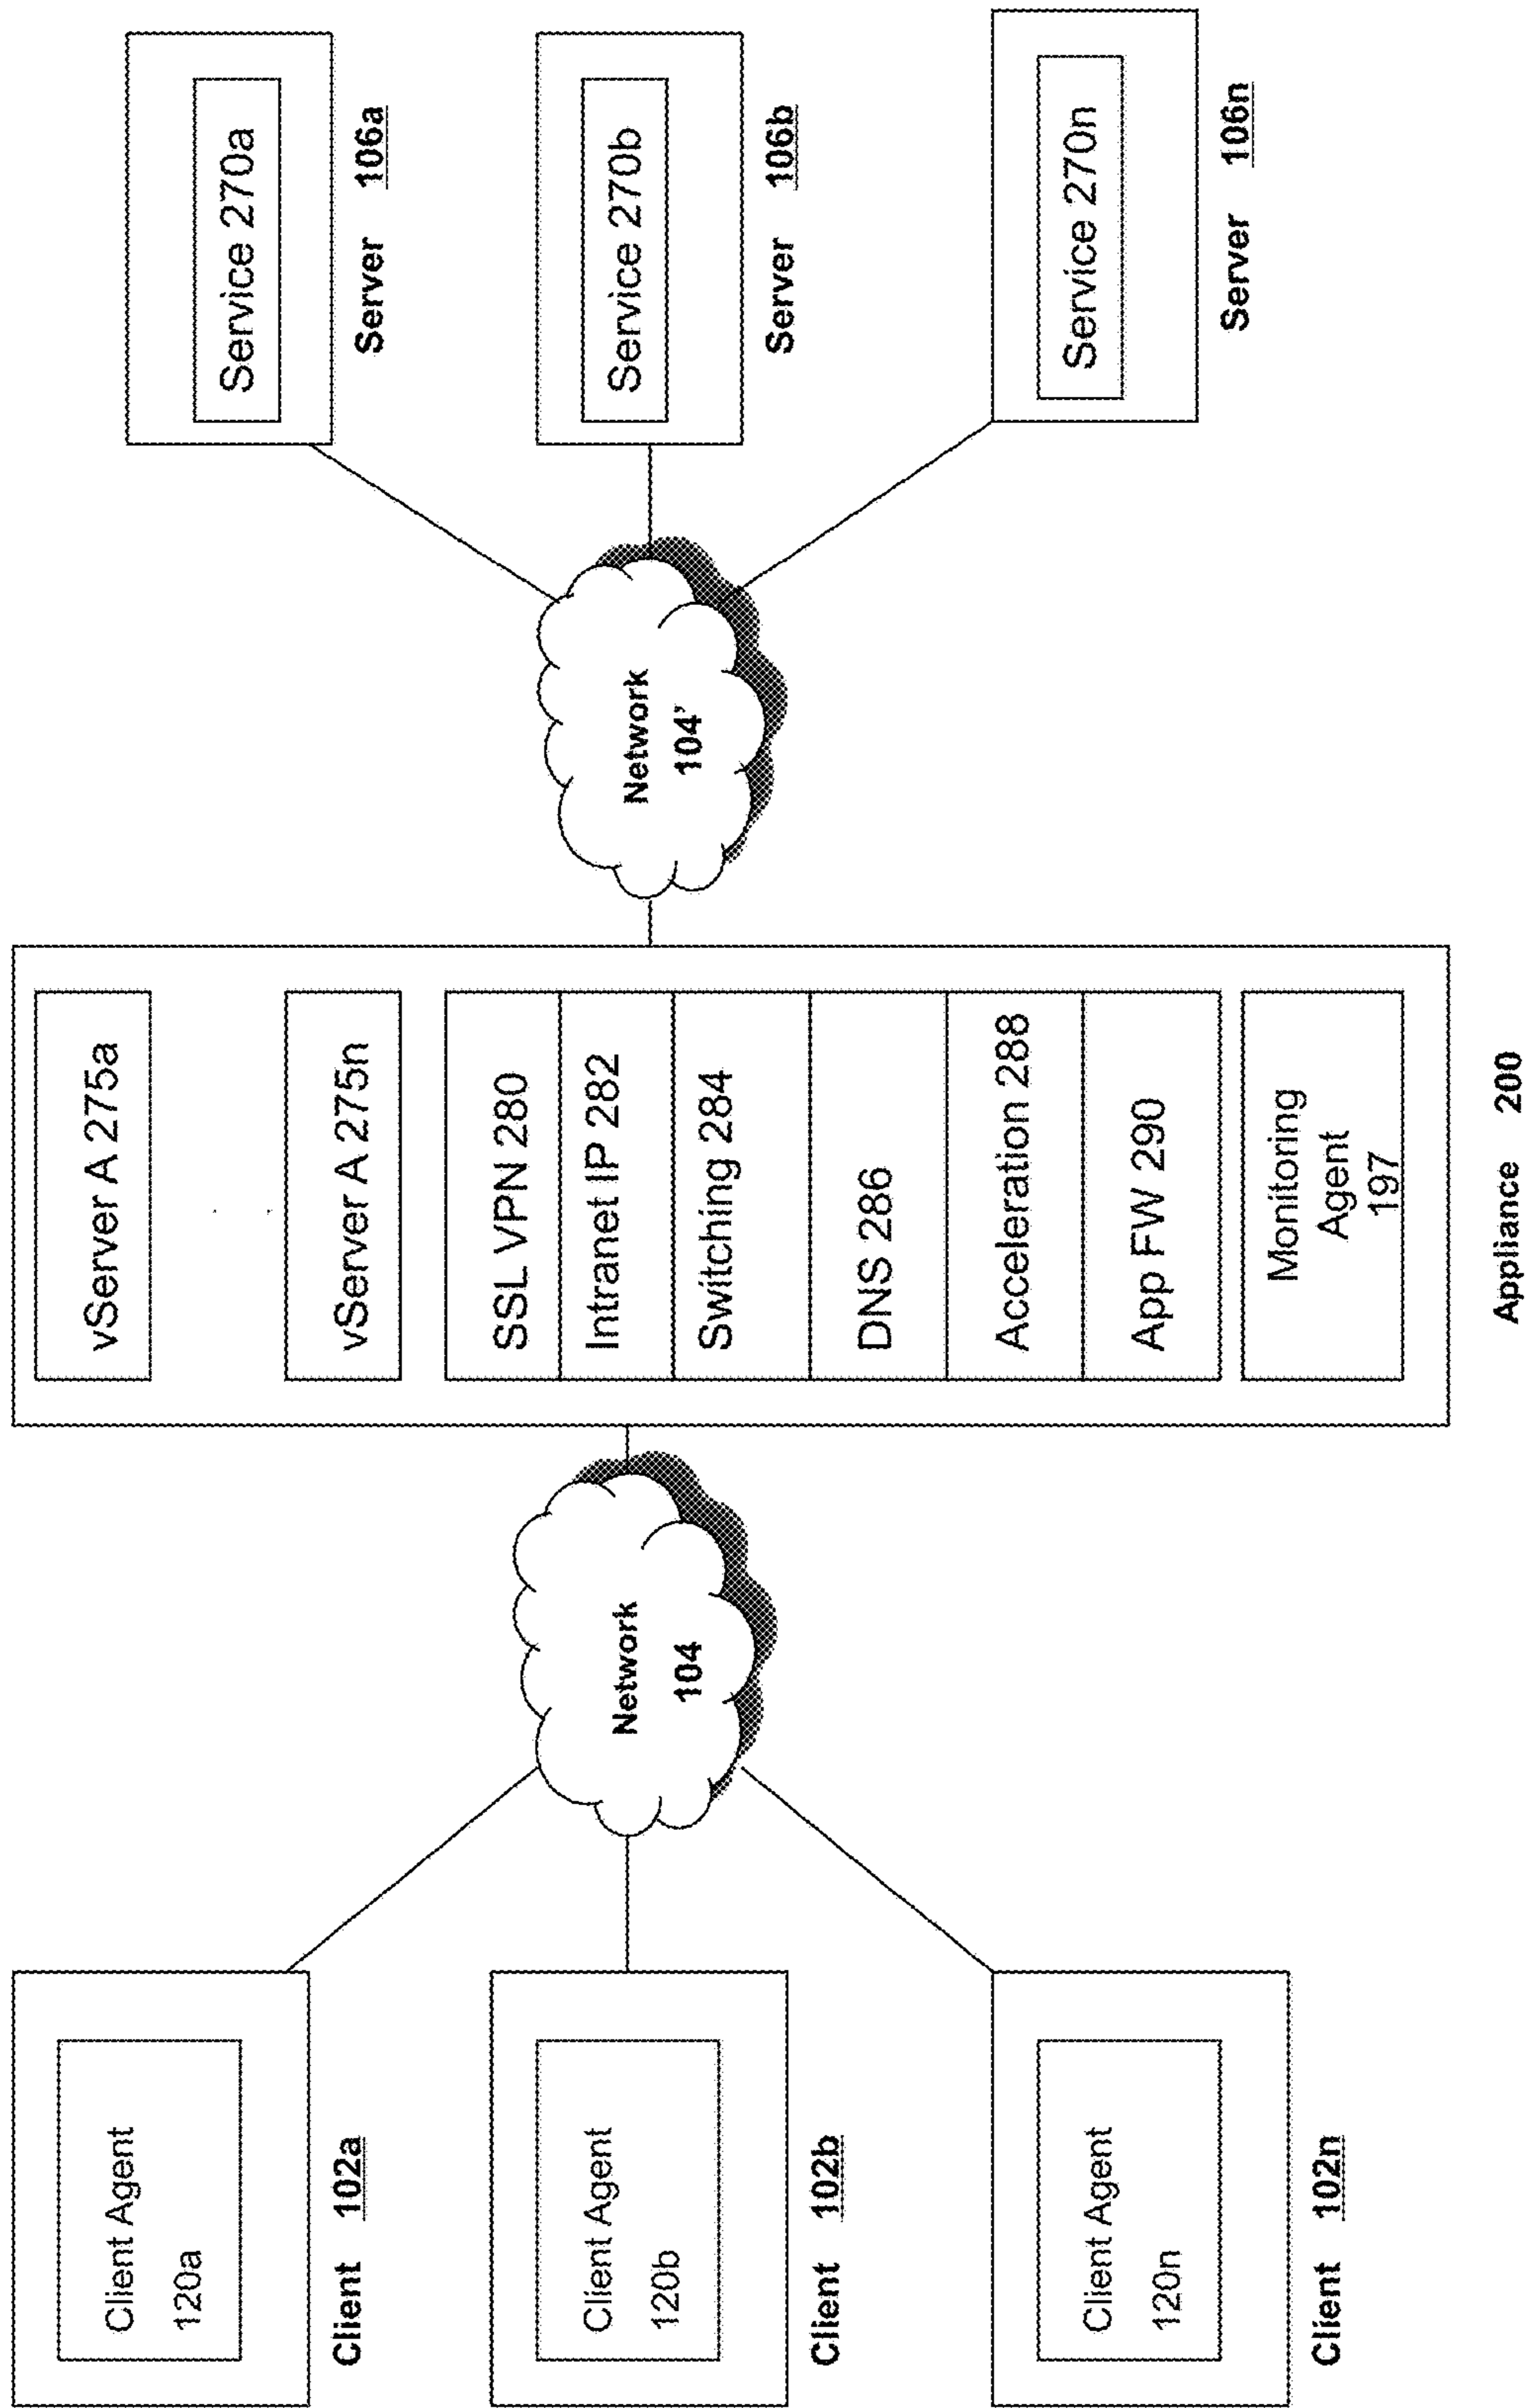 Client Agent
120a
Client 102a
Client Agent
120b
Client 102b
Client Agent
120n
Client 102n
Network
104
vServer A 275a
vServer A 275n
SSL VPN 280
Intranet IP 282
Switching 284
DNS 286
Acceleration 288
App FW 290
Monitoring
Agent
197
Appliance 200
Network
104'
Service 270a
Server 106a
Service 270b
Server 106b
Service 270n
Server 106n